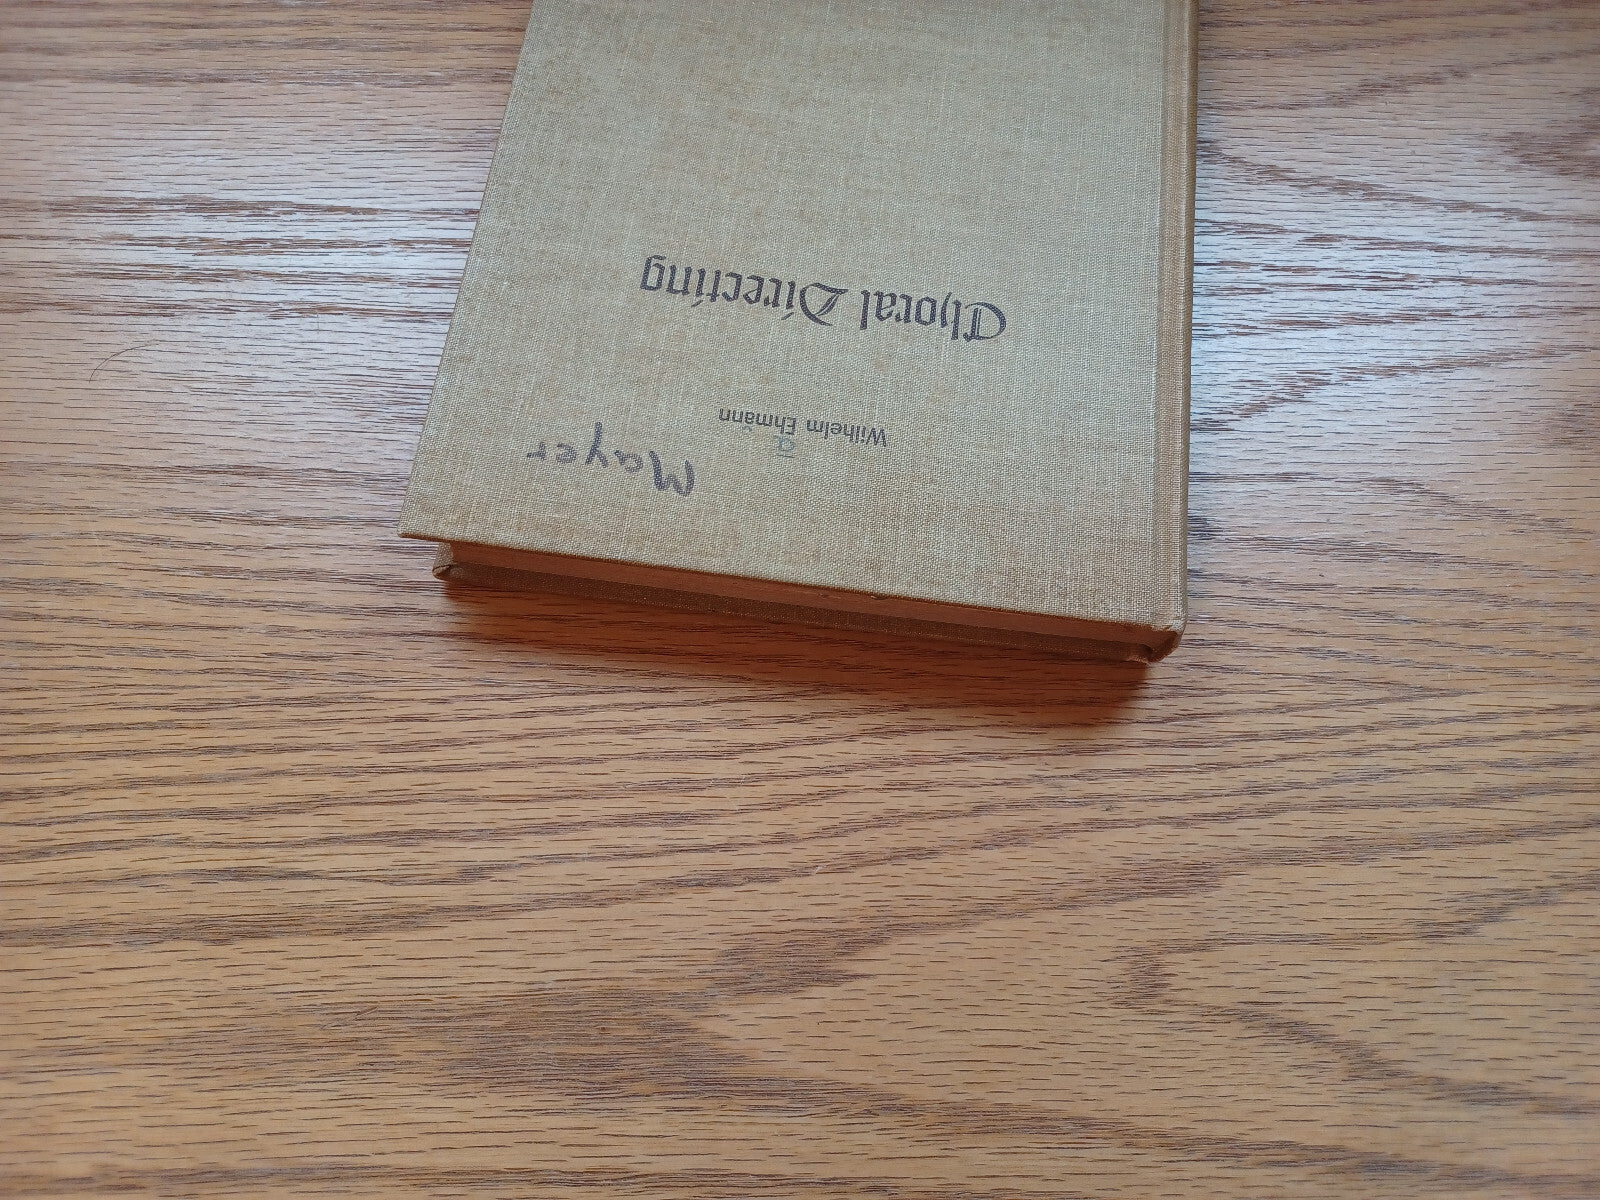 Mayer
Wilhelm Ehmann
Choral Directing